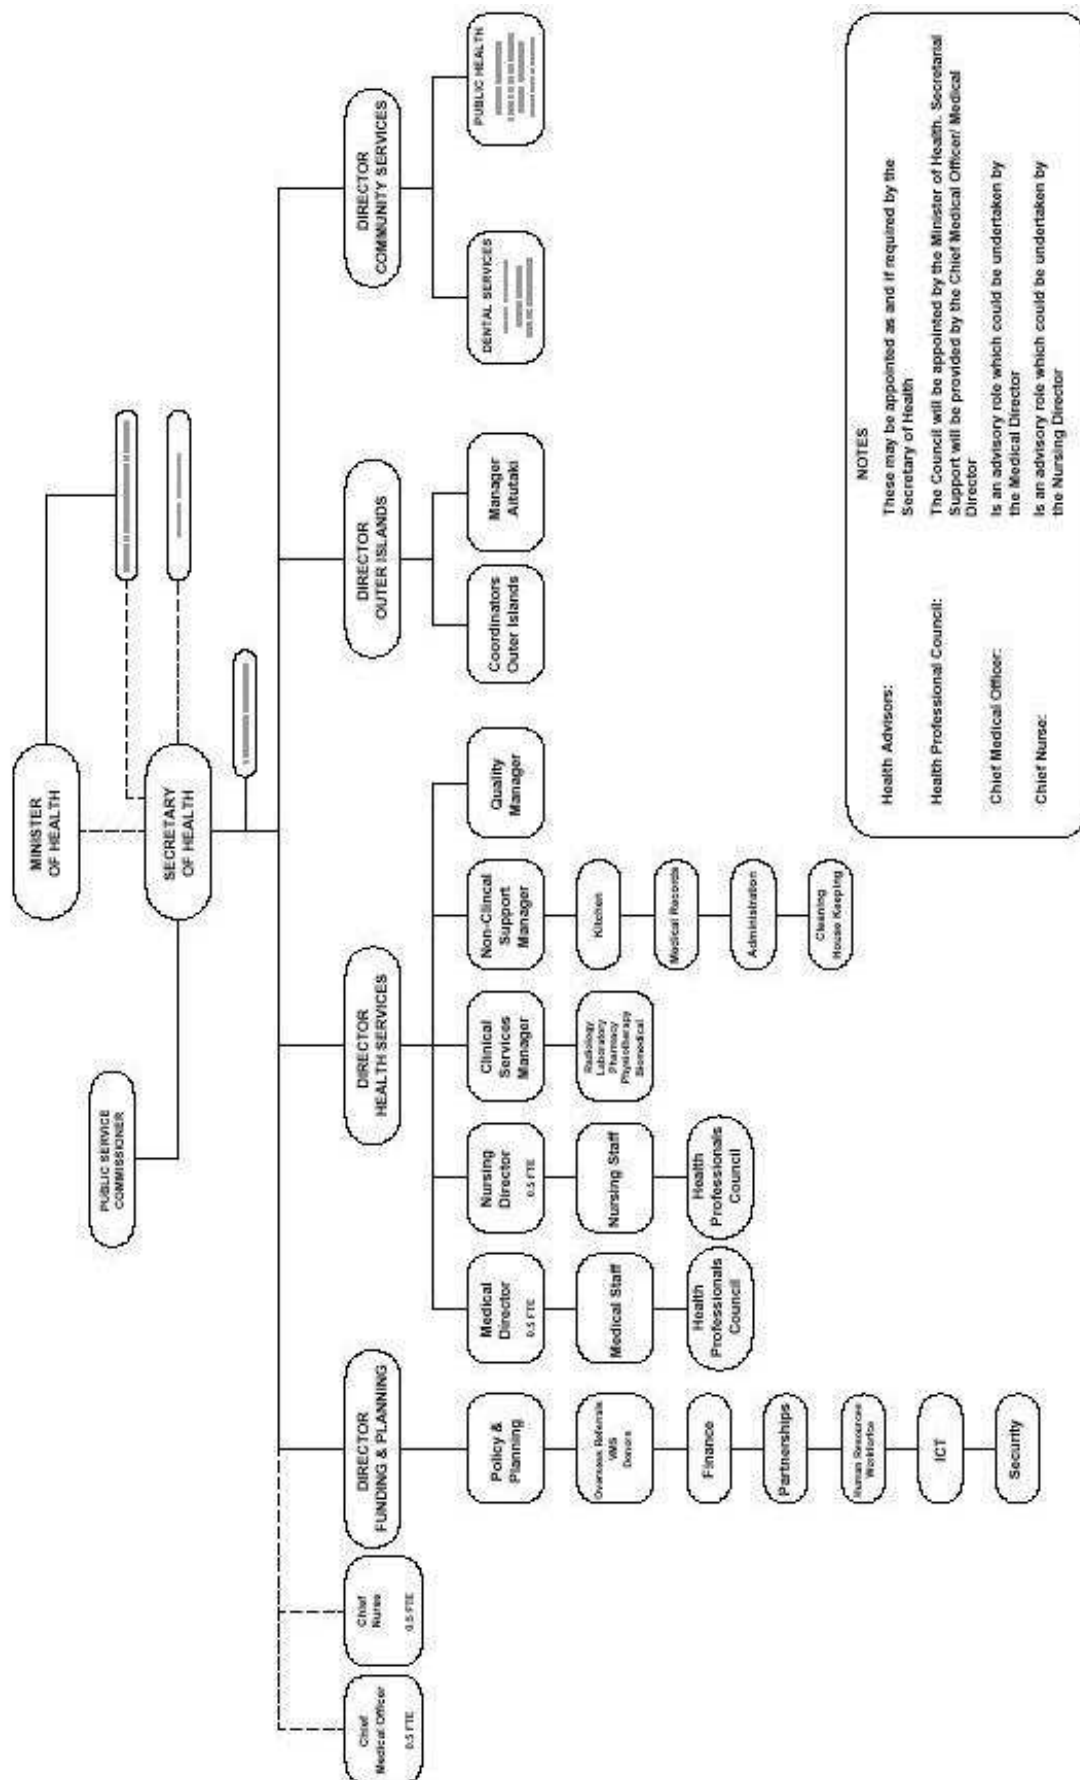 MINISTER
OF HEALTH
PUBLIC SERVICE
COMMISSIONER
SECRETARY
OF HEALTH
Chief
Medical Officer
0.5 FTE
Chief
Nurse
0.5 FTE
DIRECTOR
FUNDING & PLANNING
DIRECTOR
HEALTH SERVICES
DIRECTOR
OUTER ISLANDS
DIRECTOR
COMMUNITY SERVICES
Policy &
Planning
Overseas Referrals
VMS
Donors
Finance
Partnerships
Human Resources
Workforce
ICT
Security
Medical
Director
0.5 FTE
Medical Staff
Health
Professionals
Council
Nursing
Director
0.5 FTE
Nursing Staff
Health
Professionals
Council
Clinical
Services
Manager
Radiology
Laboratory
Pharmacy
Physiotherapy
Biomedical
Non-Clincal
Support
Manager
Kitchen
Medical Records
Administration
Cleaning
House Keeping
Quality
Manager
Coordinators
Outer Islands
Manager
Aitutaki
DENTAL SERVICES
PUBLIC HEALTH
NOTES
Health Advisors:
These may be appointed as and if required by the
Secretary of Health
Health Professional Council:
The Council will be appointed by the Minister of Health. Secretarial
Support will be provided by the Chief Medical Officer/ Medical
Director
Chief Medical Officer:
Is an advisory role which could be undertaken by
the Medical Director
Chief Nurse:
Is an advisory role which could be undertaken by
the Nursing Director